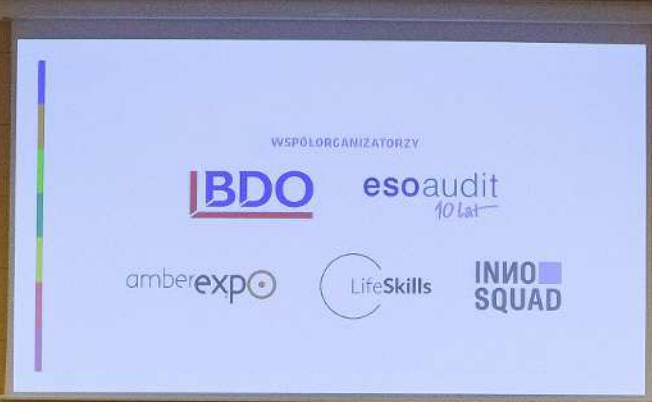 WSPÓŁORGANIZATORZY
BDO
esoaudit
10 lat
amberexpo
LifeSkills
INNO
SQUAD